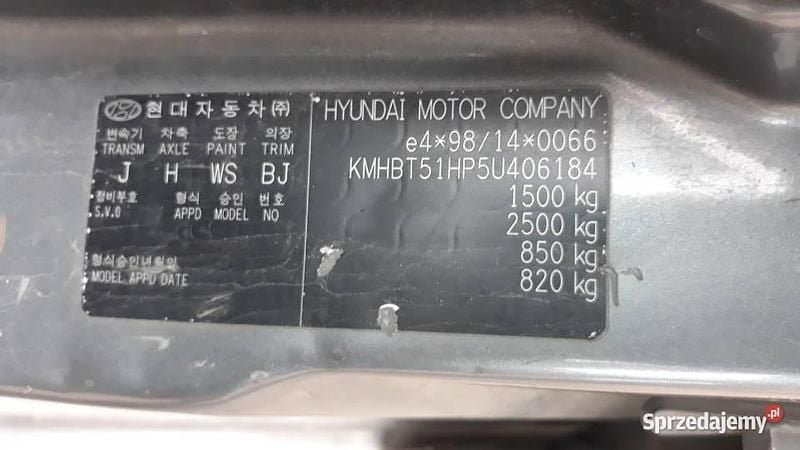 현대자동차㈜
변속기 차축 도장 의장
TRANSM AXLE PAINT TRIM
J H WS BJ
정비부호 형식 승인 번호
S.V.O APPD MODEL NO
형식승인년월일
MODEL APPD DATE
HYUNDAI MOTOR COMPANY
e4*98/14*0066
KMHBT51HP5U406184
1500 kg
2500 kg
850 kg
820 kg
Sprzedajemy.pl